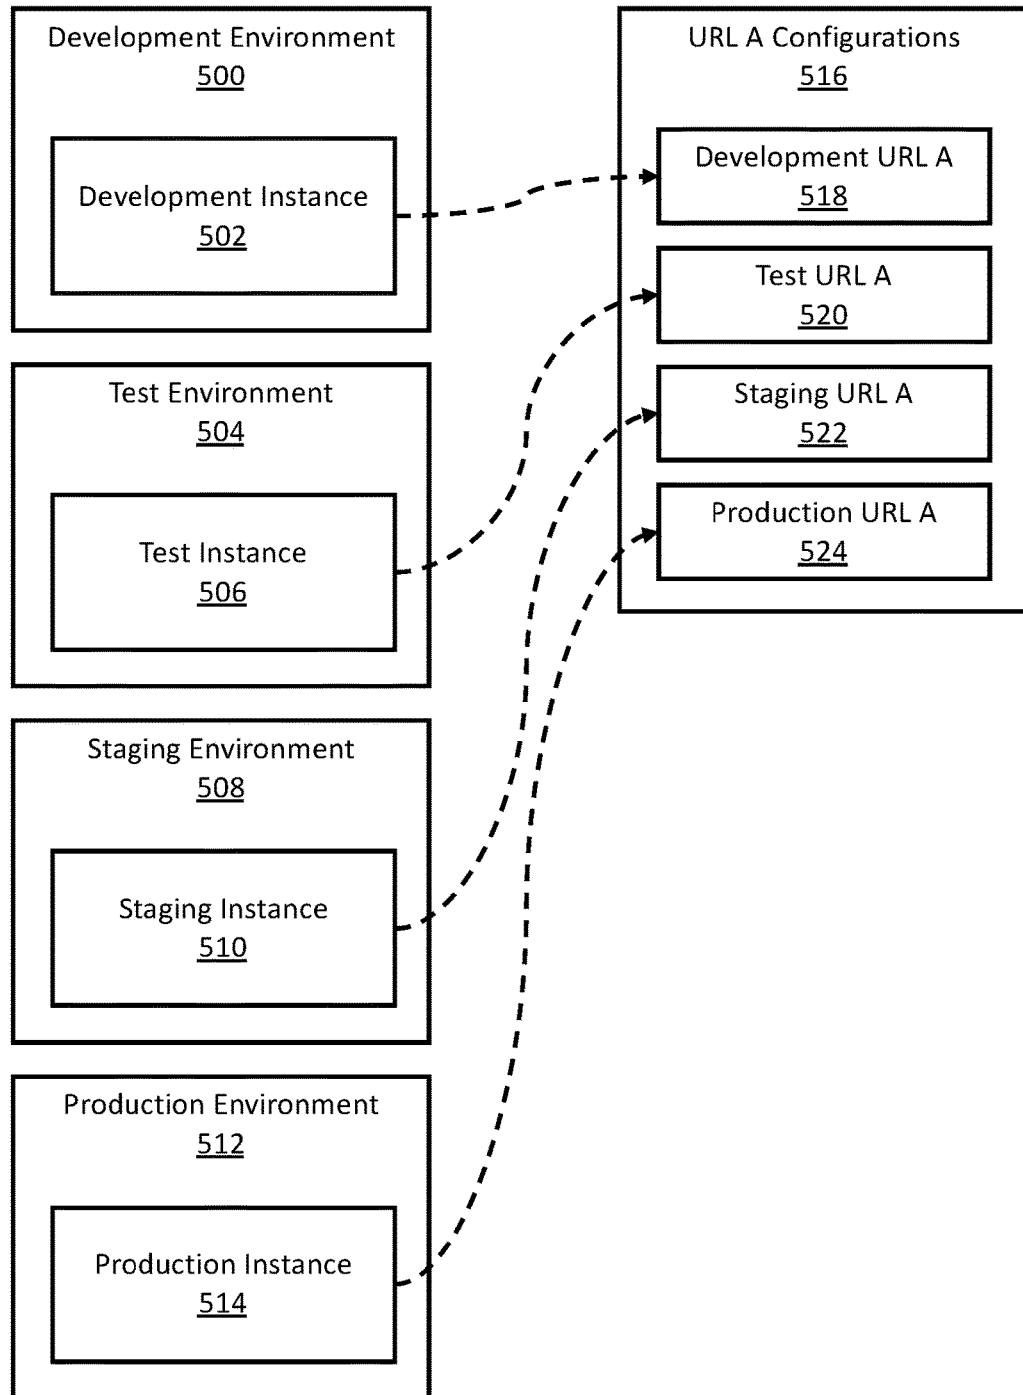 Development Environment
500
Development Instance
502
Test Environment
504
Test Instance
506
Staging Environment
508
Staging Instance
510
Production Environment
512
Production Instance
514
URL A Configurations
516
Development URL A
518
Test URL A
520
Staging URL A
522
Production URL A
524